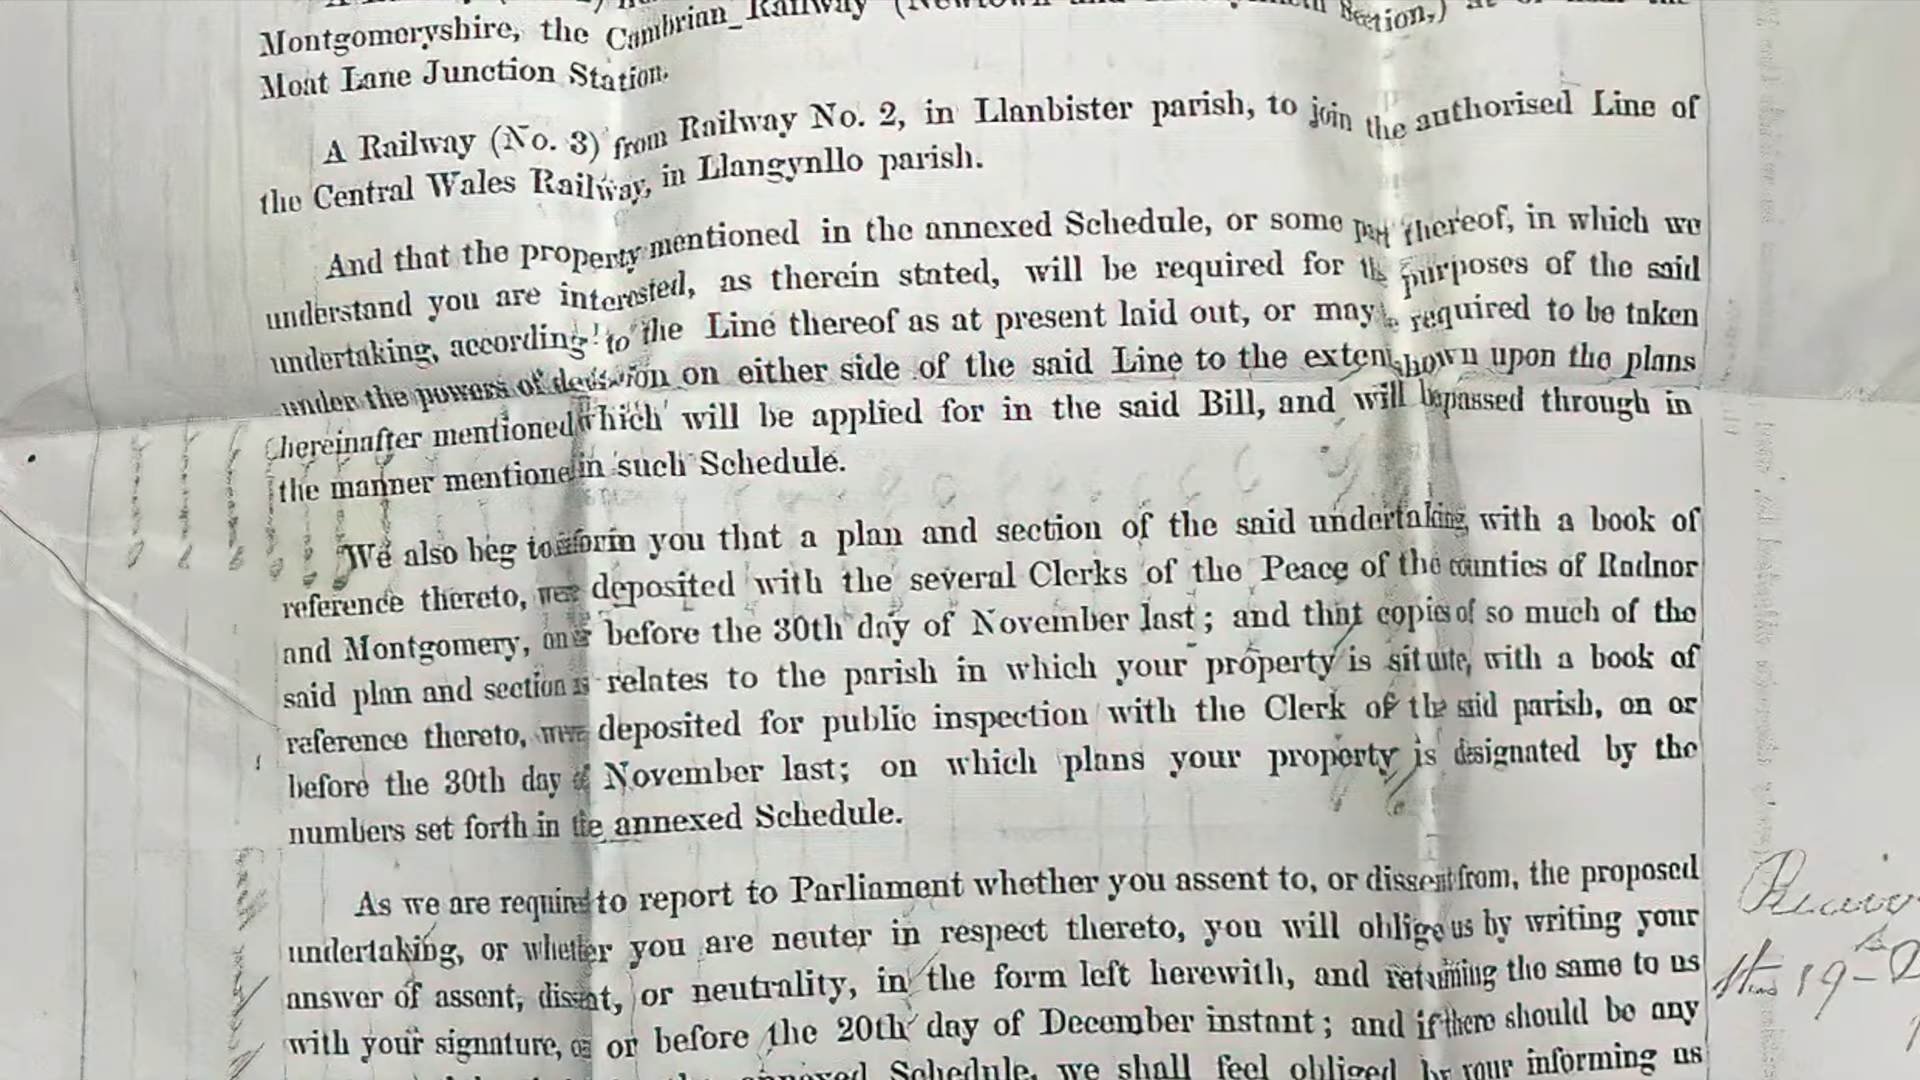 Montgomeryshire, the Cambrian Railway (Newtown and Section,) at or near the
Moat Lane Junction Station.
A Railway (No. 3) from Railway No. 2, in Llanbister parish, to join the authorised Line of
the Central Wales Railway, in Llangynllo parish.
And that the property mentioned in the annexed Schedule, or some part thereof, in which we
understand you are interested, as therein stated, will be required for the purposes of the said
undertaking, according to the Line thereof as at present laid out, or may be required to be taken
under the powers of deviation on either side of the said Line to the extent shown upon the plans
hereinafter mentioned which will be applied for in the said Bill, and will be passed through in
the manner mentioned in such Schedule.
We also beg to inform you that a plan and section of the said undertaking, with a book of
reference thereto, were deposited with the several Clerks of the Peace of the counties of Radnor
and Montgomery, on or before the 30th day of November last; and that copies of so much of the
said plan and section as relates to the parish in which your property is situate, with a book of
reference thereto, were deposited for public inspection with the Clerk of the said parish, on or
before the 30th day of November last; on which plans your property is designated by the
numbers set forth in the annexed Schedule.
As we are required to report to Parliament whether you assent to, or dissent from, the proposed
undertaking, or whether you are neuter in respect thereto, you will oblige us by writing your
answer of assent, dissent, or neutrality, in the form left herewith, and returning the same to us
with your signature, on or before the 20th day of December instant; and if there should be any
annexed Schedule, we shall feel obliged by your informing us